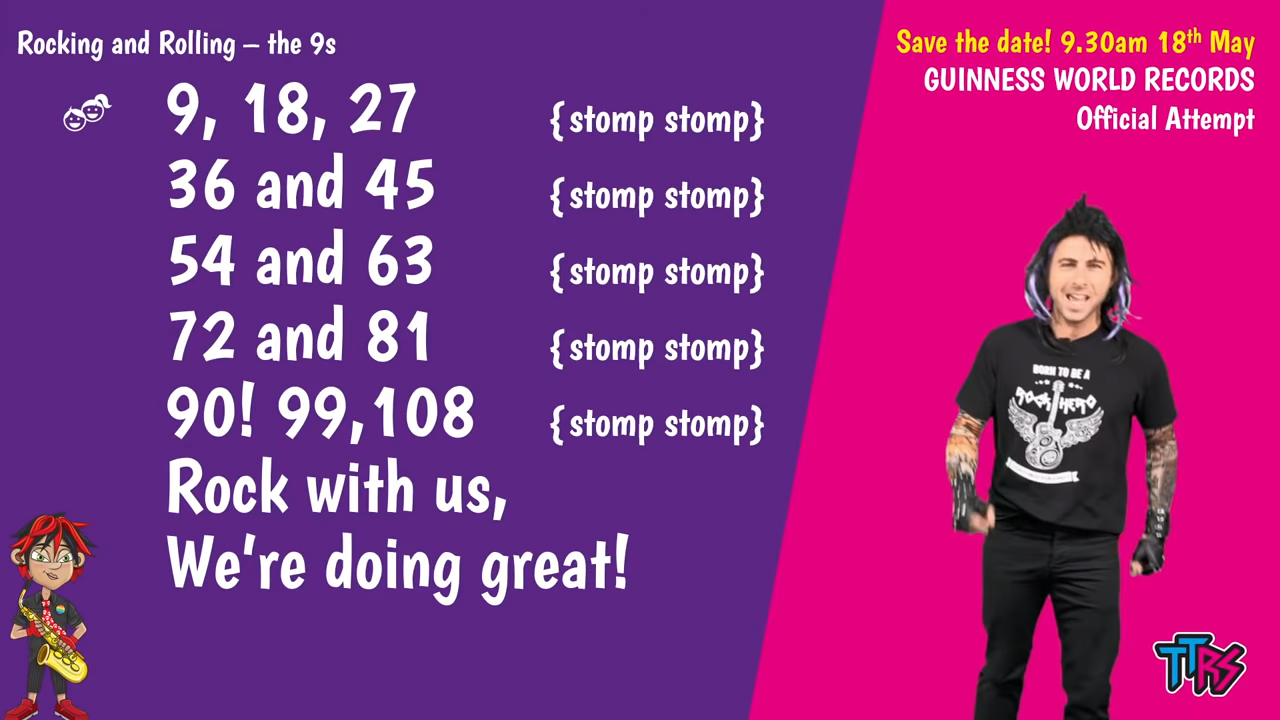 Rocking and Rolling – the 9s
9, 18, 27 {stomp stomp}
36 and 45 {stomp stomp}
54 and 63 {stomp stomp}
72 and 81 {stomp stomp}
90! 99,108 {stomp stomp}
Rock with us,
We're doing great!
Save the date! 9.30am 18th May
GUINNESS WORLD RECORDS
Official Attempt
BORN TO BE A
ROCK HERO
TTRS